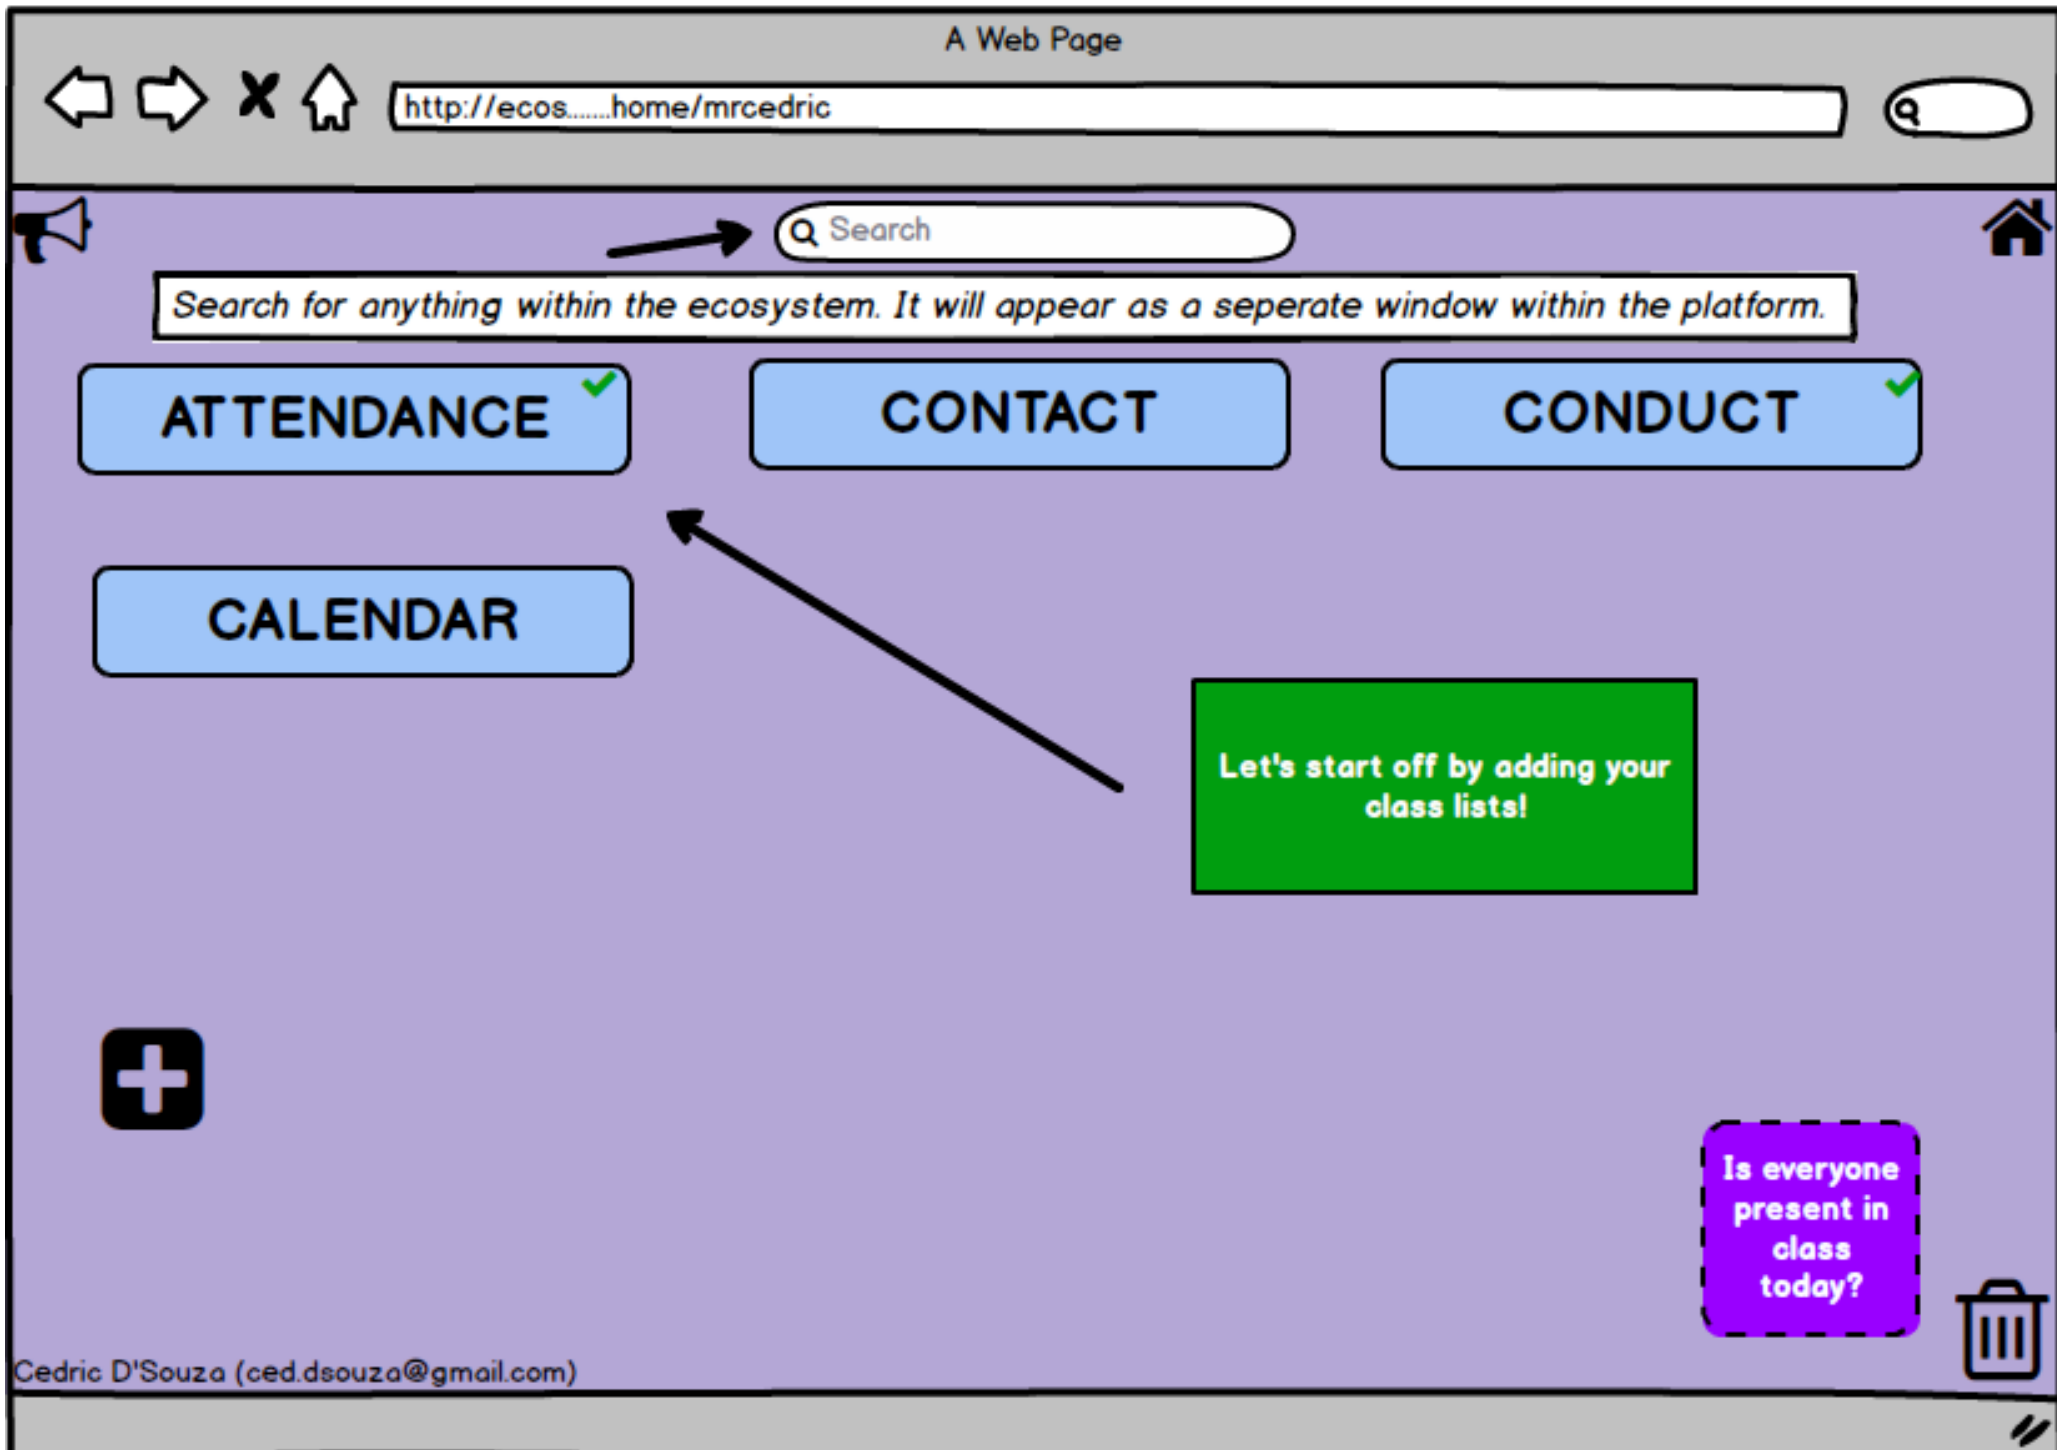 A Web Page
http://ecos.......home/mrcedric
Search
Search for anything within the ecosystem. It will appear as a seperate window within the platform.
ATTENDANCE
CONTACT
CONDUCT
CALENDAR
Let's start off by adding your
class lists!
Is everyone
present in
class
today?
Cedric D'Souza (ced.dsouza@gmail.com)